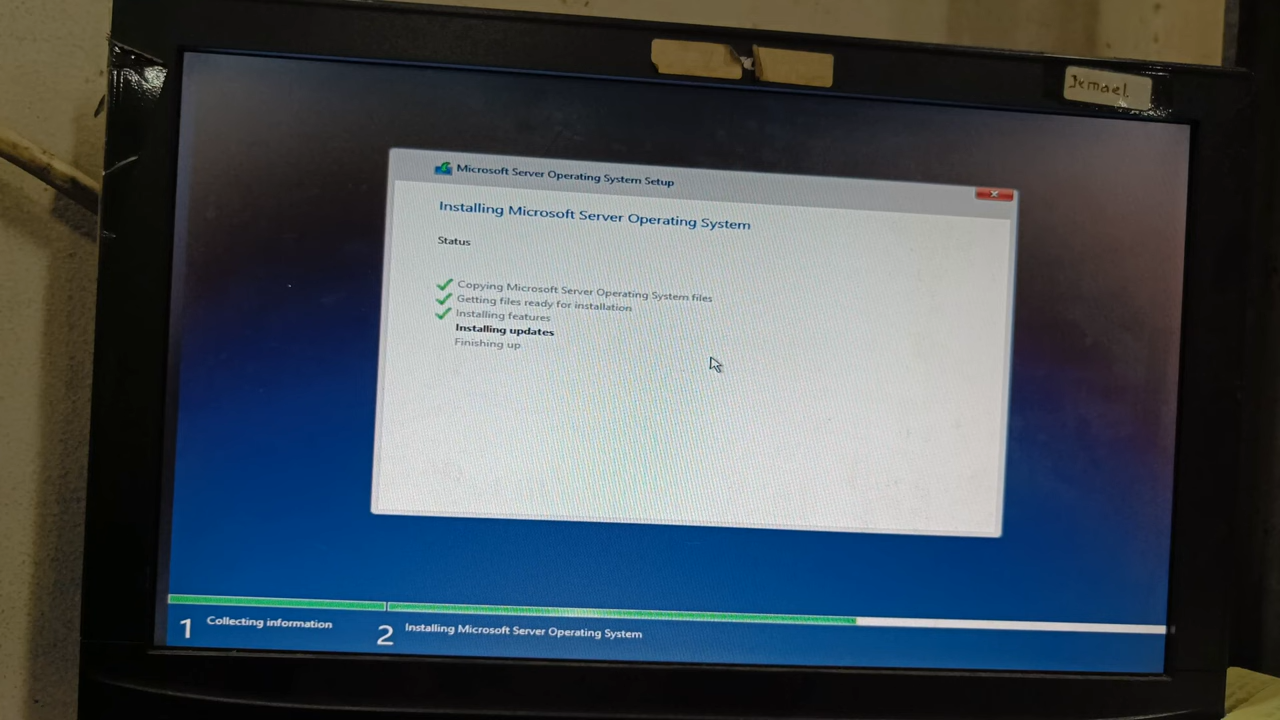 Jemael.
Microsoft Server Operating System Setup
Installing Microsoft Server Operating System
Status
Copying Microsoft Server Operating System files
Getting files ready for installation
Installing features
Installing updates
Finishing up
1 Collecting information
2 Installing Microsoft Server Operating System